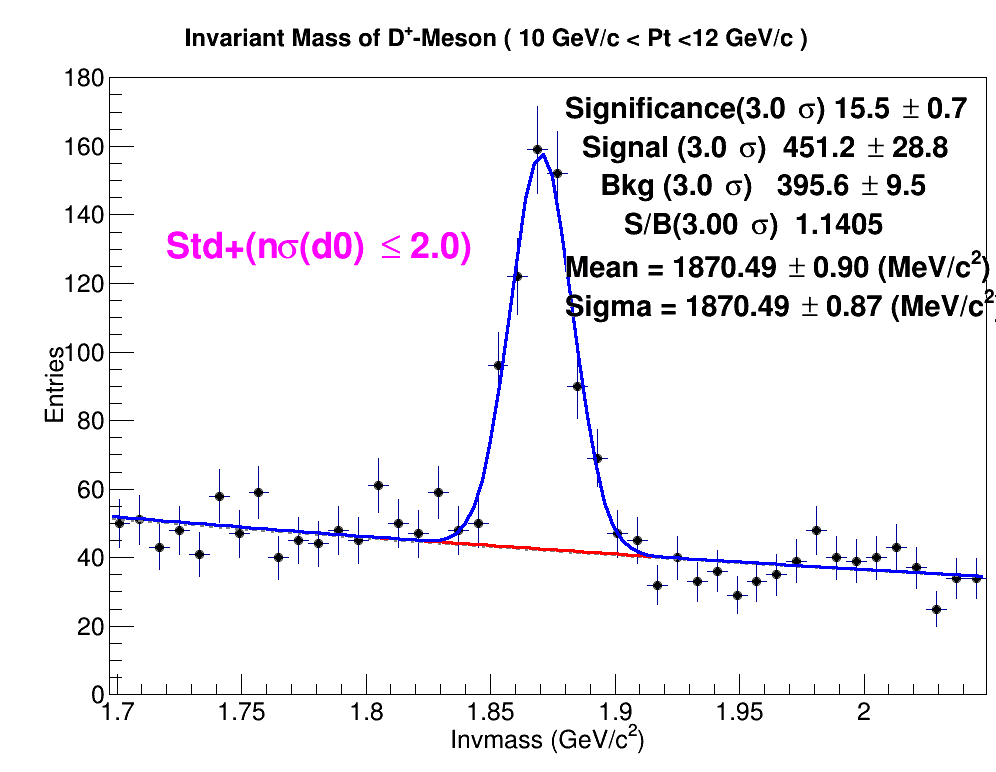 Invariant Mass of D⁺-Meson ( 10 GeV/c < Pt <12 GeV/c )
180
160
140
120
100
80
60
40
20
0
Entries
Significance(3.0 σ) 15.5 ± 0.7
Signal (3.0 σ) 451.2 ± 28.8
Bkg (3.0 σ) 395.6 ± 9.5
S/B(3.00 σ) 1.1405
Mean = 1870.49 ± 0.90 (MeV/c²)
Sigma = 1870.49 ± 0.87 (MeV/c²)
Std+(nσ(d0) ≤ 2.0)
1.7 1.75 1.8 1.85 1.9 1.95 2
Invmass (GeV/c²)